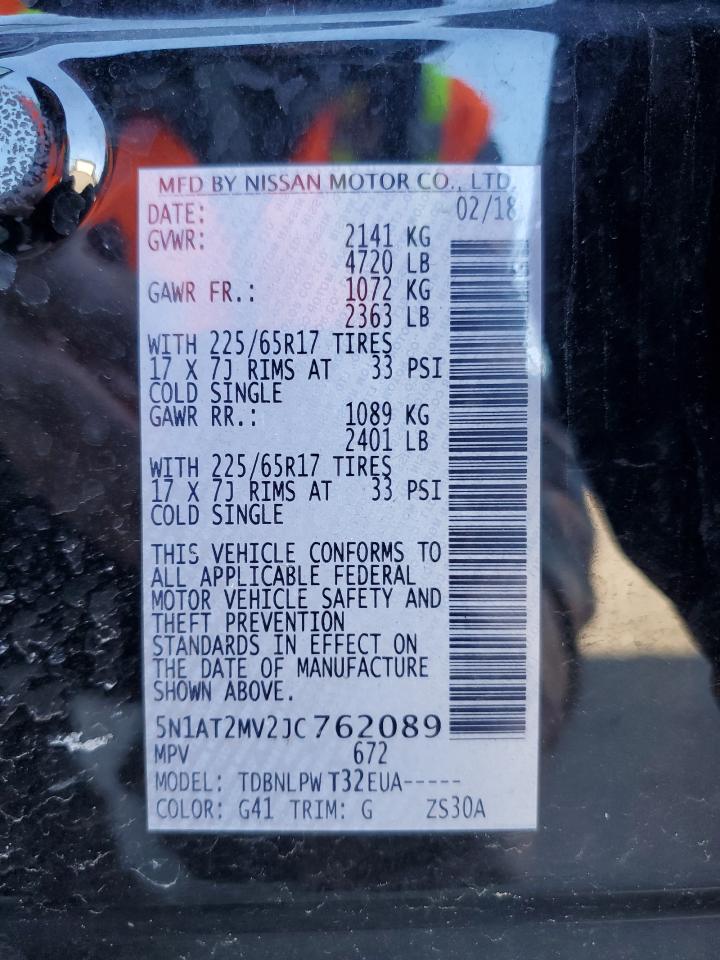 MFD BY NISSAN MOTOR CO., LTD.
DATE: 02/18
GVWR: 2141 KG
4720 LB
GAWR FR.: 1072 KG
2363 LB
WITH 225/65R17 TIRES
17 X 7J RIMS AT 33 PSI
COLD SINGLE
GAWR RR.: 1089 KG
2401 LB
WITH 225/65R17 TIRES
17 X 7J RIMS AT 33 PSI
COLD SINGLE
THIS VEHICLE CONFORMS TO
ALL APPLICABLE FEDERAL
MOTOR VEHICLE SAFETY AND
THEFT PREVENTION
STANDARDS IN EFFECT ON
THE DATE OF MANUFACTURE
SHOWN ABOVE.
5N1AT2MV2JC762089
MPV 672
MODEL: TDBNLPW T32EUA-----
COLOR: G41 TRIM: G ZS30A